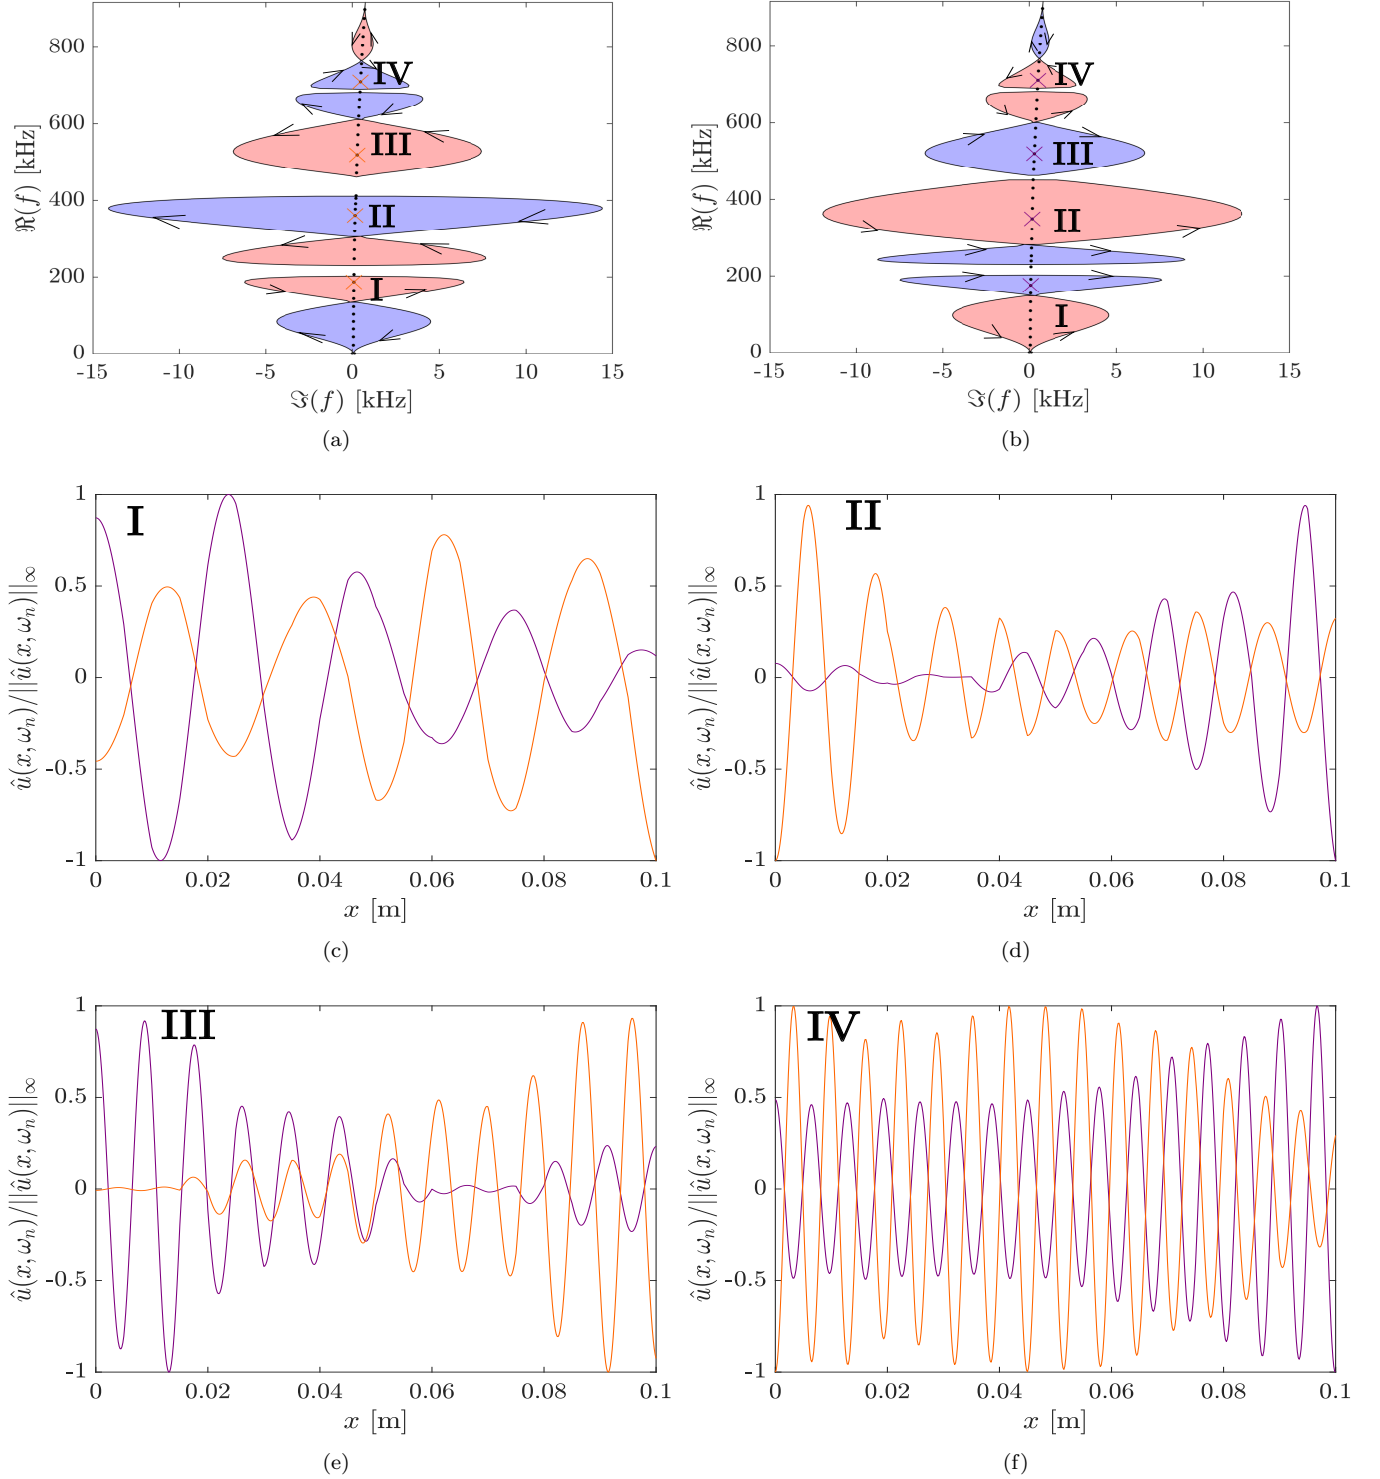 800
600
400
200
0
ℜ(f) [kHz]
IV
III
II
I
-15 -10 -5 0 5 10 15
ℑ(f) [kHz]
(a)
800
600
400
200
0
ℜ(f) [kHz]
IV
III
II
I
-15 -10 -5 0 5 10 15
ℑ(f) [kHz]
(b)
I
1
0.5
0
-0.5
-1
û(x, ω_n)/||û(x, ω_n)||_∞
0 0.02 0.04 0.06 0.08 0.1
x [m]
(c)
II
1
0.5
0
-0.5
-1
û(x, ω_n)/||û(x, ω_n)||_∞
0 0.02 0.04 0.06 0.08 0.1
x [m]
(d)
III
1
0.5
0
-0.5
-1
û(x, ω_n)/||û(x, ω_n)||_∞
0 0.02 0.04 0.06 0.08 0.1
x [m]
(e)
IV
1
0.5
0
-0.5
-1
û(x, ω_n)/||û(x, ω_n)||_∞
0 0.02 0.04 0.06 0.08 0.1
x [m]
(f)